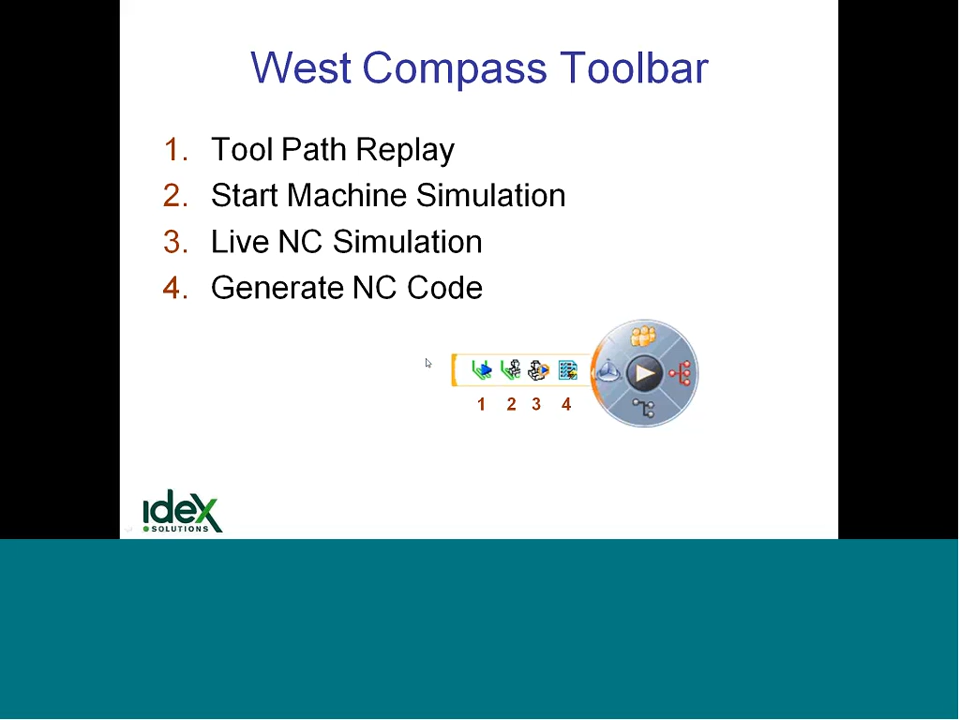 West Compass Toolbar
1. Tool Path Replay
2. Start Machine Simulation
3. Live NC Simulation
4. Generate NC Code
1 2 3 4
ideX
SOLUTIONS